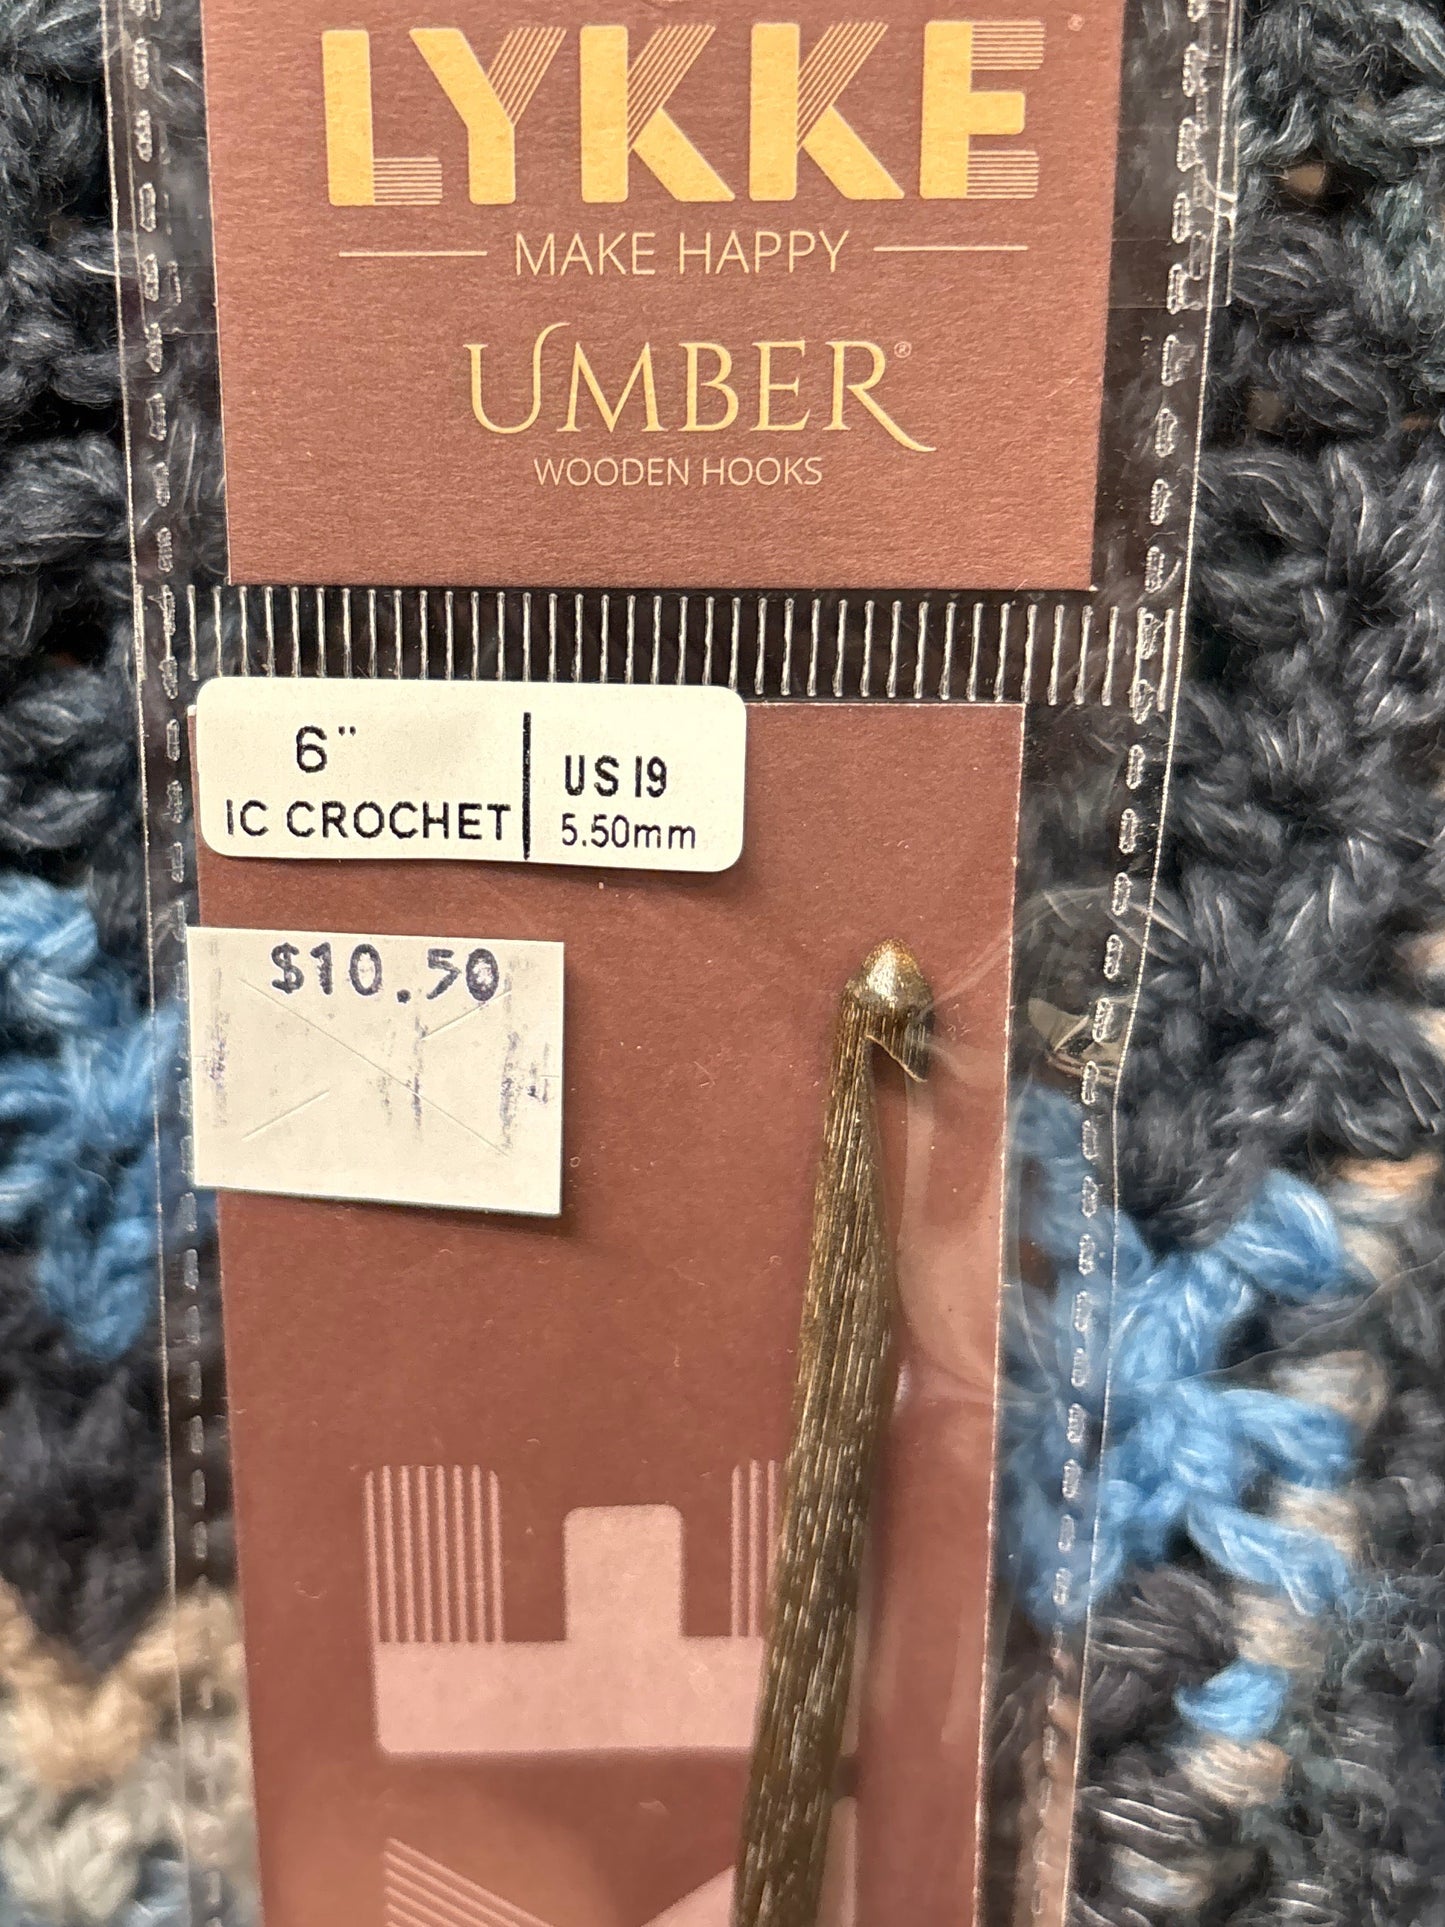 LYKKE®
MAKE HAPPY
UMBER®
WOODEN HOOKS
6"
IC CROCHET
US I9
5.50mm
$10.50